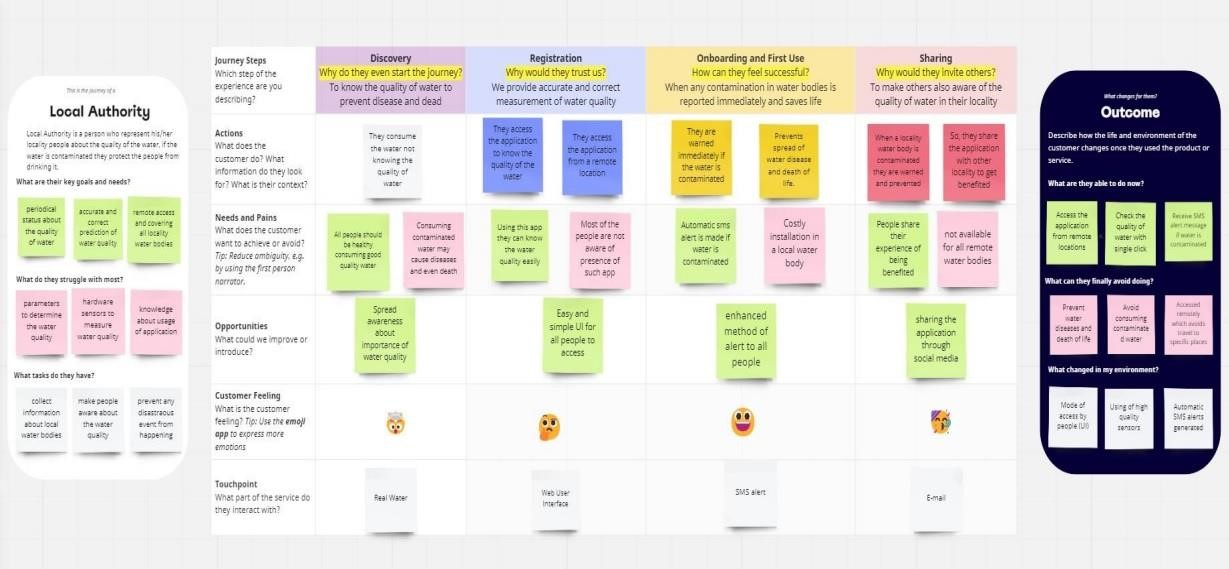 This is the journey of a
Local Authority
Local Authority is a person who represent his/her
locality people about the quality of the water, if the
water is contaminated they protect the people from
drinking it.
What are their key goals and needs?
periodical
status about
the quality
of water
accurate and
correct
prediction of
water quality
remote access
and covering
all locality
water bodies
What do they struggle with most?
parameters
to determine
the water
quality
hardware
sensors to
measure
water quality
knowledge
about usage
of application
What tasks do they have?
collect
information
about local
water bodies
make people
aware about
the water
quality
prevent any
disastrous
event from
happening
Journey Steps
Which step of the
experience are you
describing?
Discovery
Why do they even start the journey?
To know the quality of water to
prevent disease and dead
Registration
Why would they trust us?
We provide accurate and correct
measurement of water quality
Onboarding and First Use
How can they feel successful?
When any contamination in water bodies is
reported immediately and saves life
Sharing
Why would they invite others?
To make others also aware of the
quality of water in their locality
Actions
What does the
customer do? What
information do they look
for? What is their context?
They
consume
the water not
knowing the
quality of
water
They access
the
application
to know the
quality of the
water
They access
the
application
from a remote
location
They are
warned
immediately if
the water is
contaminated
Prevents
spread of
water disease
and death of
life.
When a locality
water body is
contaminated
they are warned
and prevented
So, they share
the application
with other
locality to get
benefited
Needs and Pains
What does the customer
want to achieve or avoid?
Tip: Reduce ambiguity, e.g.
by using the first person
narrator.
All people should
be healthy
consuming good
quality water
Consuming
contaminated
water may
cause diseases
and even death
Using this app
they can know
the water
quality easily
Most of the
people are not
aware of
presence of
such app
Automatic sms
alert is made if
water is
contaminated
Costly
installation in
a local water
body
People share
their
experience of
being
benefited
not available
for all remote
water bodies
Opportunities
What could we improve or
introduce?
Spread
awareness
about
importance of
water quality
Easy and
simple UI for
all people to
access
enhanced
method of
alert to all
people
sharing the
application
through
social media
Customer Feeling
What is the customer
feeling? Tip: Use the emoji
app to express more
emotions
Touchpoint
What part of the service do
they interact with?
Real Water
Web User
Interface
SMS alert
E-mail
What changes for them?
Outcome
Describe how the life and environment of the
customer changes once they used the product or
service.
What are they able to do now?
Access the
application
from remote
locations
Check the
quality of
water with
single click
Receive SMS
alert message
if water is
contaminated
What can they finally avoid doing?
Prevent
water
diseases and
death of life
Avoid
consuming
contaminate
d water
Accessed
remotely
which avoids
travel to
specific places
What changed in my environment?
Mode of
access by
people (UI)
Using of high
quality
sensors
Automatic
SMS alerts
generated